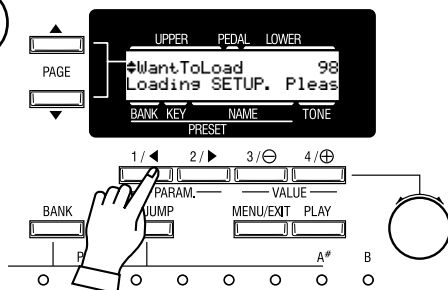 UPPER PEDAL LOWER
PAGE
WantToLoad 98
Loading SETUP. Pleas
BANK KEY NAME TONE
PRESET
1/◀ 2/▶ 3/⊖ 4/⊕
PARAM. VALUE
BANK JUMP MENU/EXIT PLAY
A# B